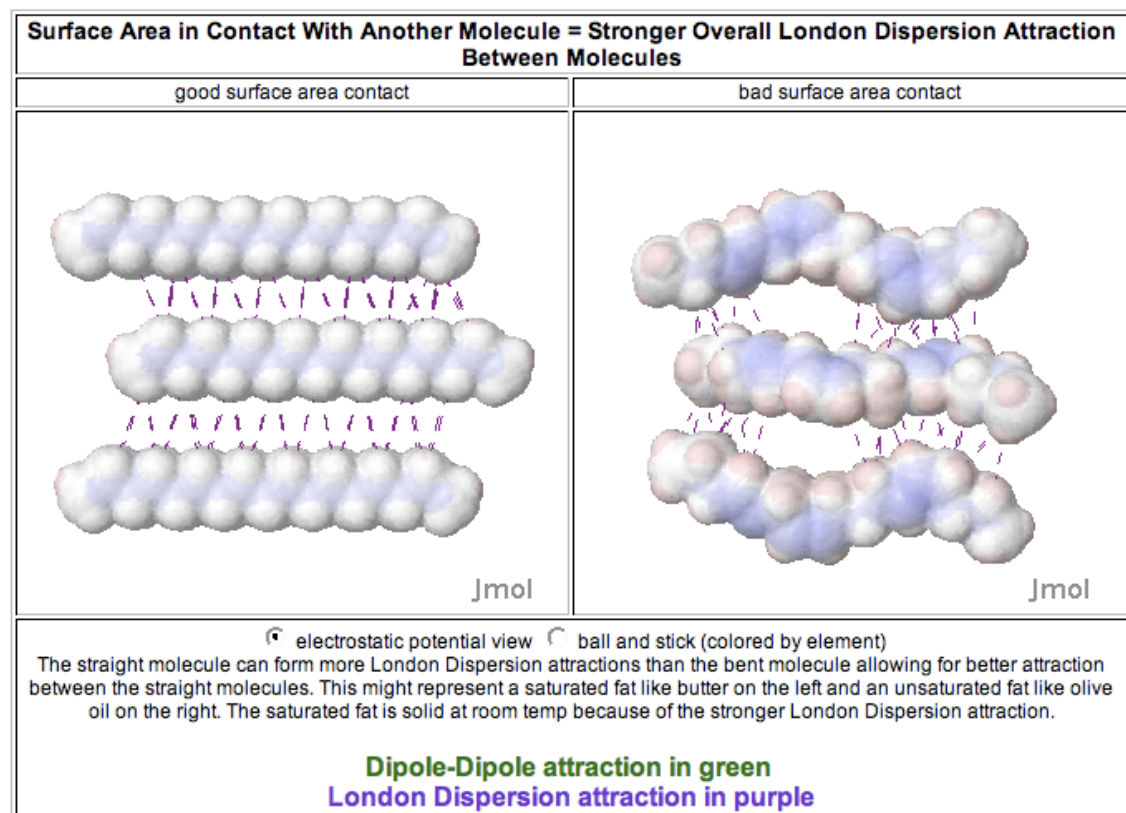 Surface Area in Contact With Another Molecule = Stronger Overall London Dispersion Attraction
Between Molecules
good surface area contact
bad surface area contact
Jmol
Jmol
electrostatic potential view ball and stick (colored by element)
The straight molecule can form more London Dispersion attractions than the bent molecule allowing for better attraction
between the straight molecules. This might represent a saturated fat like butter on the left and an unsaturated fat like olive
oil on the right. The saturated fat is solid at room temp because of the stronger London Dispersion attraction.
Dipole-Dipole attraction in green
London Dispersion attraction in purple